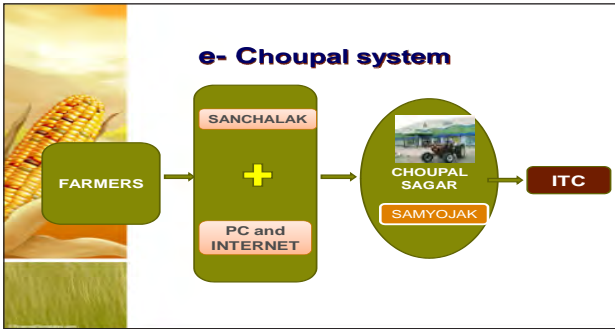 e- Choupal system
FARMERS
SANCHALAK
PC and
INTERNET
CHOUPAL
SAGAR
SAMYOJAK
ITC